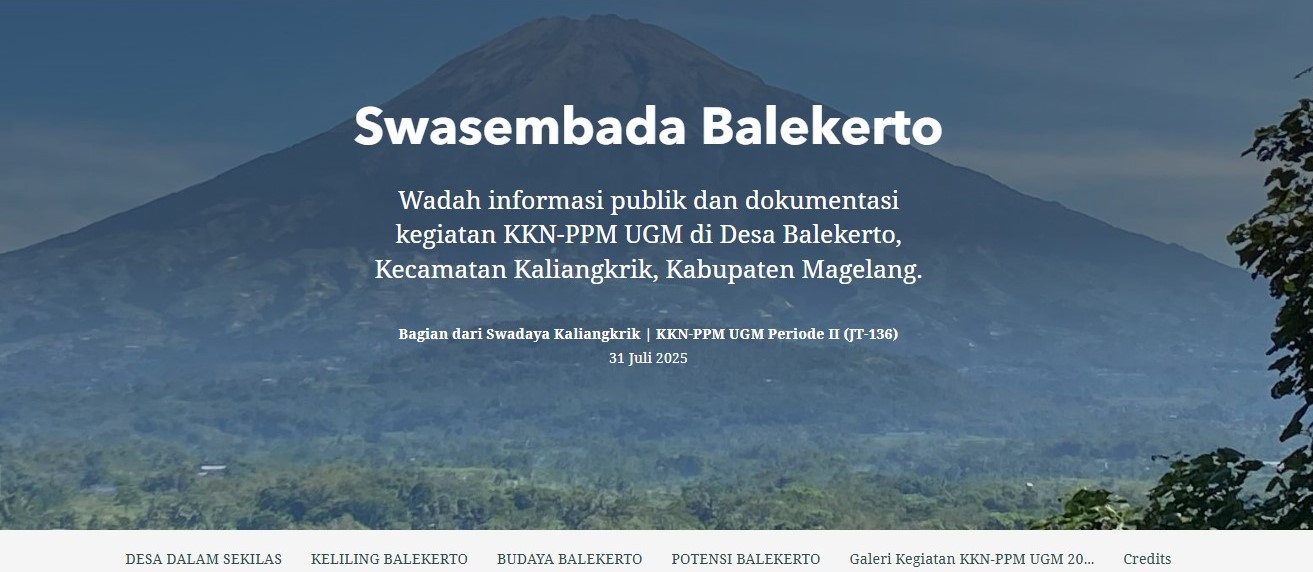 Swasembada Balekerto
Wadah informasi publik dan dokumentasi
kegiatan KKN-PPM UGM di Desa Balekerto,
Kecamatan Kaliangkrik, Kabupaten Magelang.
Bagian dari Swadaya Kaliangkrik | KKN-PPM UGM Periode II (JT-136)
31 Juli 2025
DESA DALAM SEKILAS KELILING BALEKERTO BUDAYA BALEKERTO POTENSI BALEKERTO Galeri Kegiatan KKN-PPM UGM 20... Credits